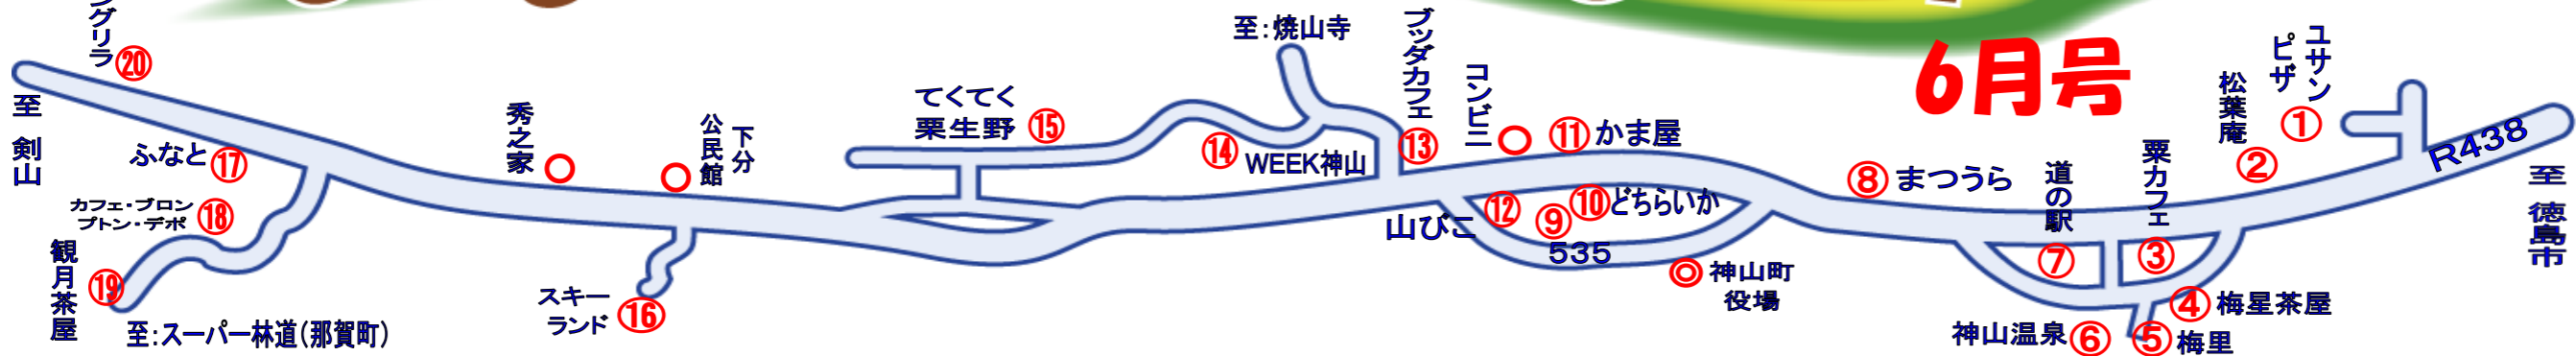 6月号
ングリラ
⑳
至 剣山
ふなと ⑰
カフェ・ブロン
プトン・デポ ⑱
観月茶屋
⑲
至:スーパー林道(那賀町)
秀之家
下分
公民館
スキー
ランド ⑯
てくてく
粟生野 ⑮
至:焼山寺
⑭ WEEK神山
ブッダカフェ
⑬
コンビニ
⑪ かま屋
山びこ ⑫
⑨
⑩ どちらいか
535
◎ 神山町
役場
⑧ まつうら
道の駅
⑦
粟カフェ
③
④ 梅星茶屋
⑤ 梅里
神山温泉 ⑥
松葉庵
②
ユサン
ピザ
①
R438
至 徳島市